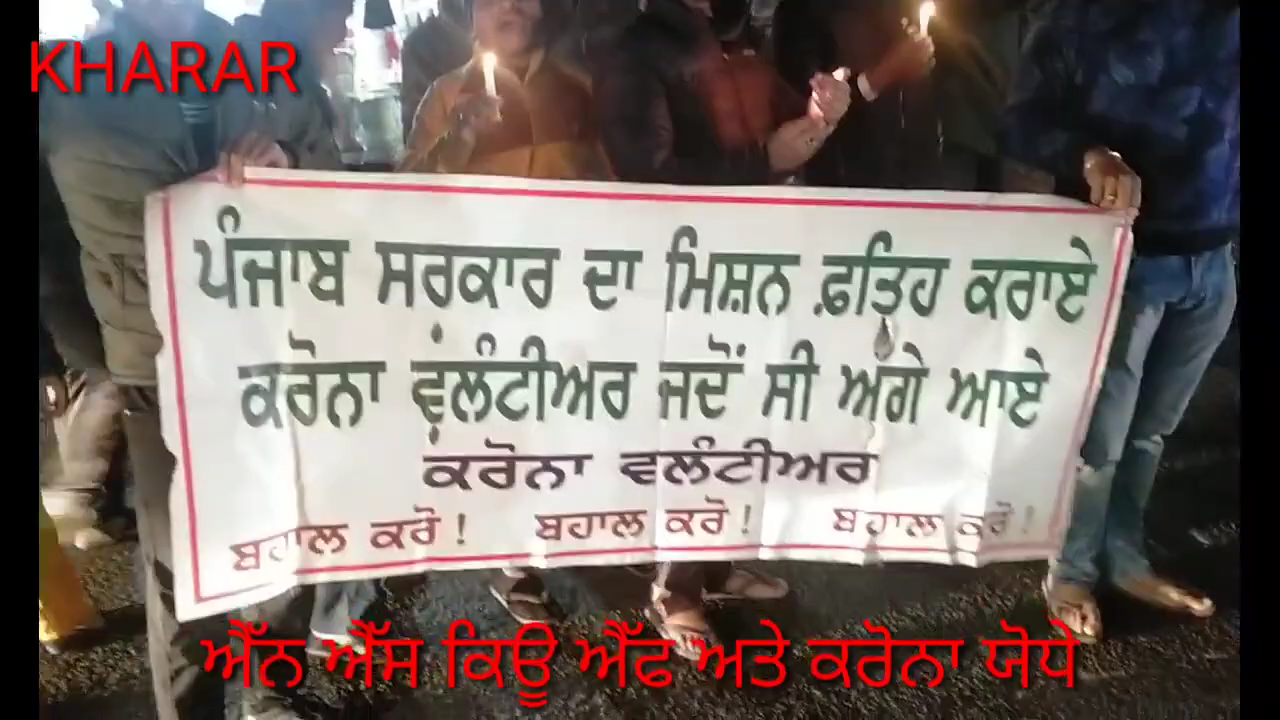 KHARAR
ਪੰਜਾਬ ਸਰਕਾਰ ਦਾ ਮਿਸ਼ਨ ਫ਼ਤਿਹ ਕਰਾਏ
ਕਰੋਨਾ ਵ਼ਲੰਟੀਅਰ ਜਦੋਂ ਸੀ ਅੱਗੇ ਆਏ
ਕਰੋਨਾ ਵਲੰਟੀਅਰ
ਬਹਾਲ ਕਰੋ! ਬਹਾਲ ਕਰੋ! ਬਹਾਲ ਕਰੋ!
ਐੱਨ ਐੱਸ ਕਿਊ ਐੱਫ ਅਤੇ ਕਰੋਨਾ ਯੋਧੇ